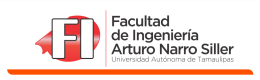 FI
Facultad
de Ingeniería
Arturo Narro Siller
Universidad Autónoma de Tamaulipas